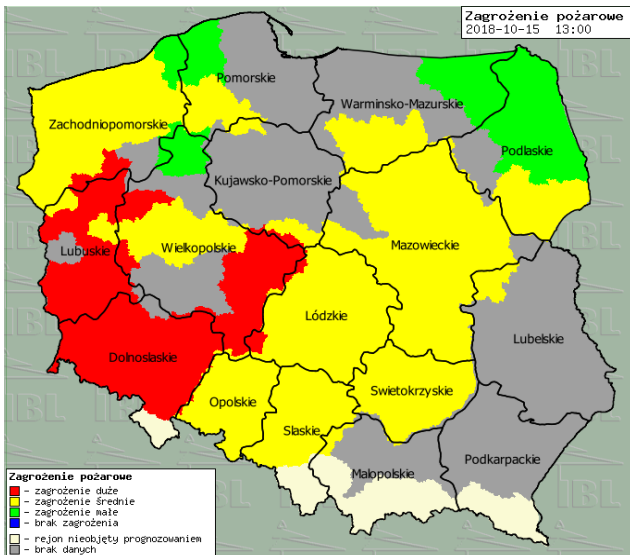 Zagrożenie pożarowe
2018-10-15 13:00
Pomorskie
Warminsko-Mazurskie
Zachodniopomorskie
Podlaskie
Kujawsko-Pomorskie
Lubuskie
Wielkopolskie
Mazowieckie
Lódzkie
Lubelskie
Dolnoslaskie
Opolskie
Swietokrzyskie
Slaskie
Malopolskie
Podkarpackie
Zagrożenie pożarowe
- zagrożenie duże
- zagrożenie średnie
- zagrożenie małe
- brak zagrożenia
- rejon nieobjęty prognozowaniem
- brak danych
IBL